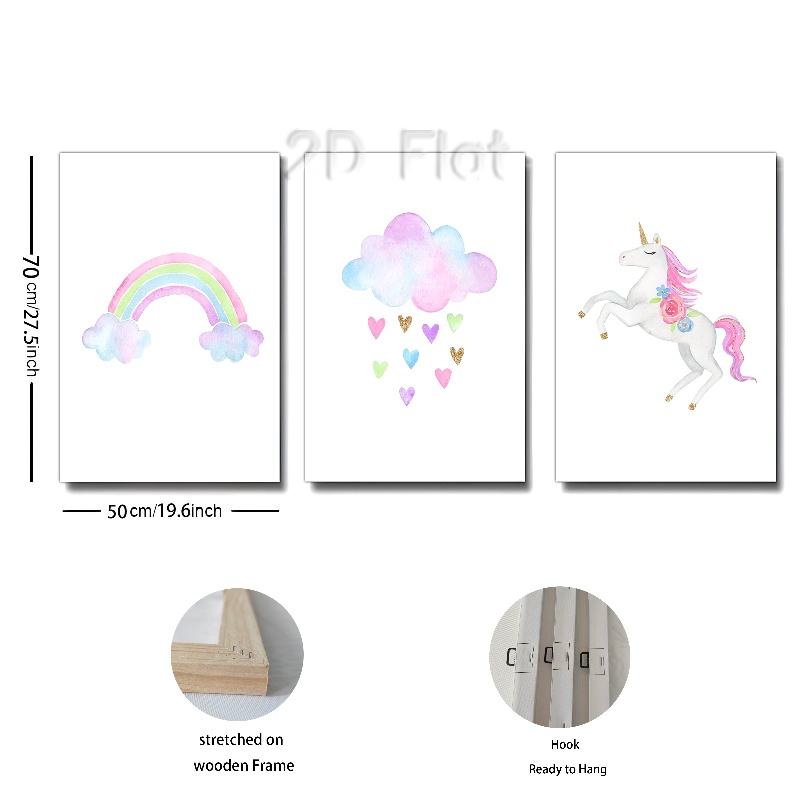 2D Flat
70 cm/27.5inch
50cm/19.6inch
stretched on
wooden Frame
Hook
Ready to Hang